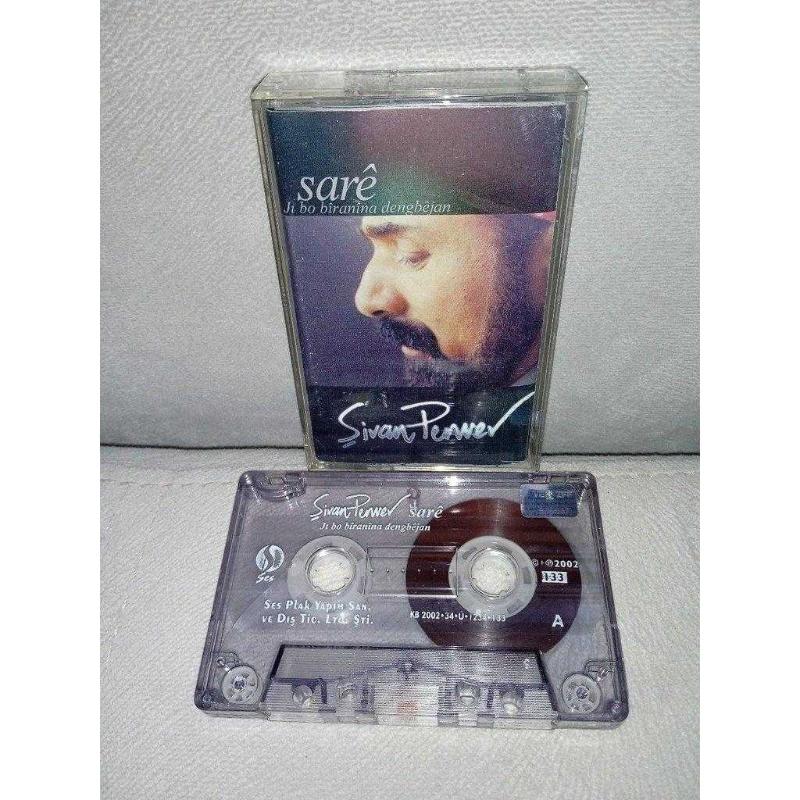 sarê
Ji bo bîranîna dengbêjan
Şivan Perwer
Şivan Perwer sarê
Ji bo bîranîna dengbêjan
Ses
℗ 2002
133
Ses Plak Yapım San.
ve Dış Tic. Ltd. Şti.
KB 2002•34•Ü•1234•133
A